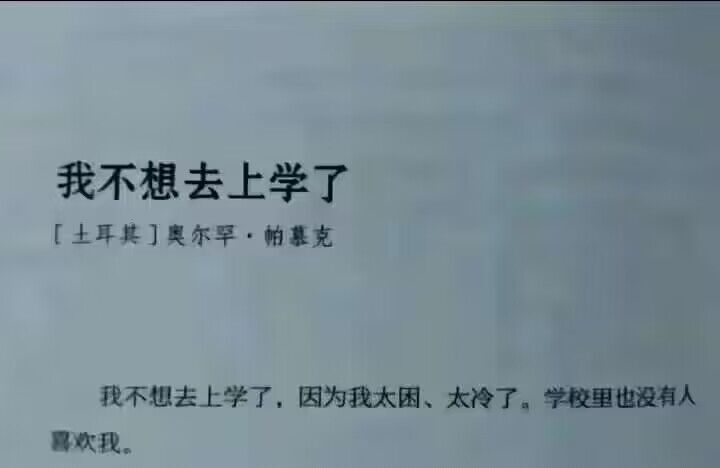 我不想去上学了
[土耳其]奥尔罕·帕慕克
我不想去上学了，因为我太困、太冷了。学校里也没有人
喜欢我。